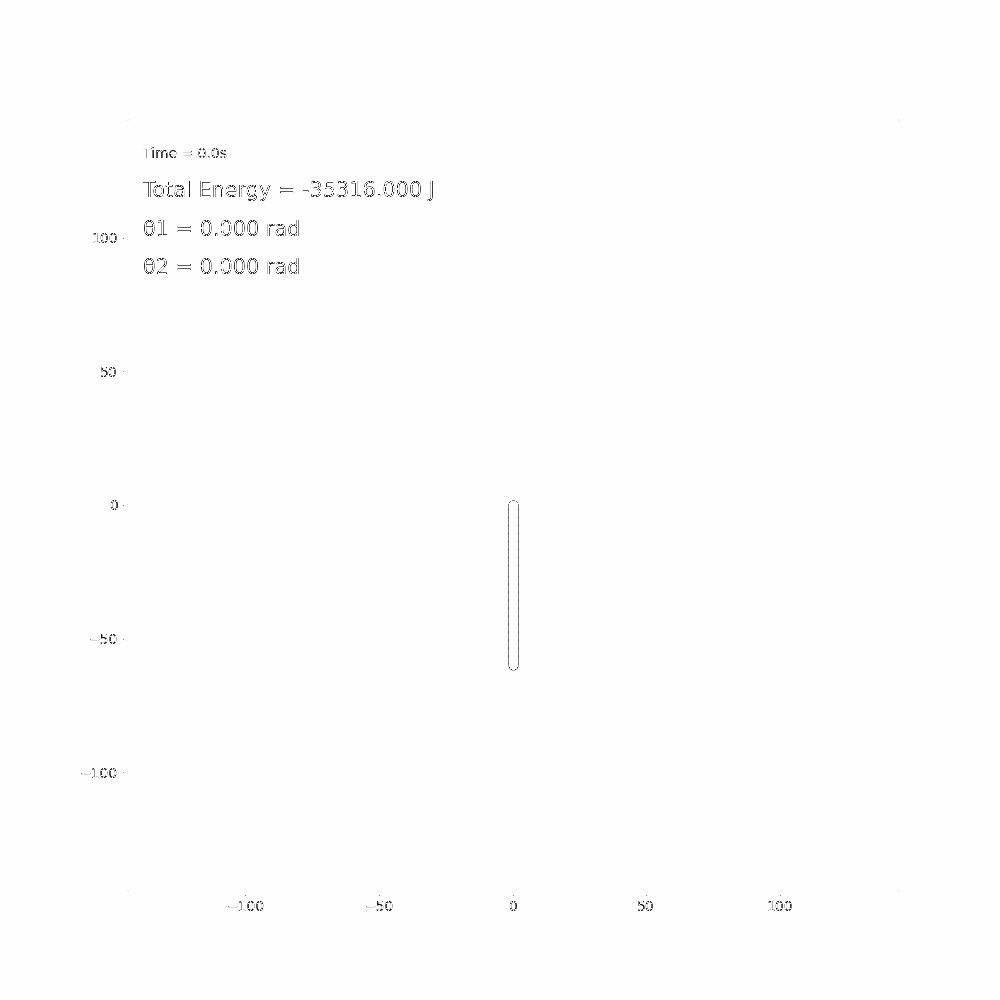 Time = 0.0s
Total Energy = -35316.000 J
θ1 = 0.000 rad
θ2 = 0.000 rad
100
50
0
−50
−100
−100 −50 0 50 100